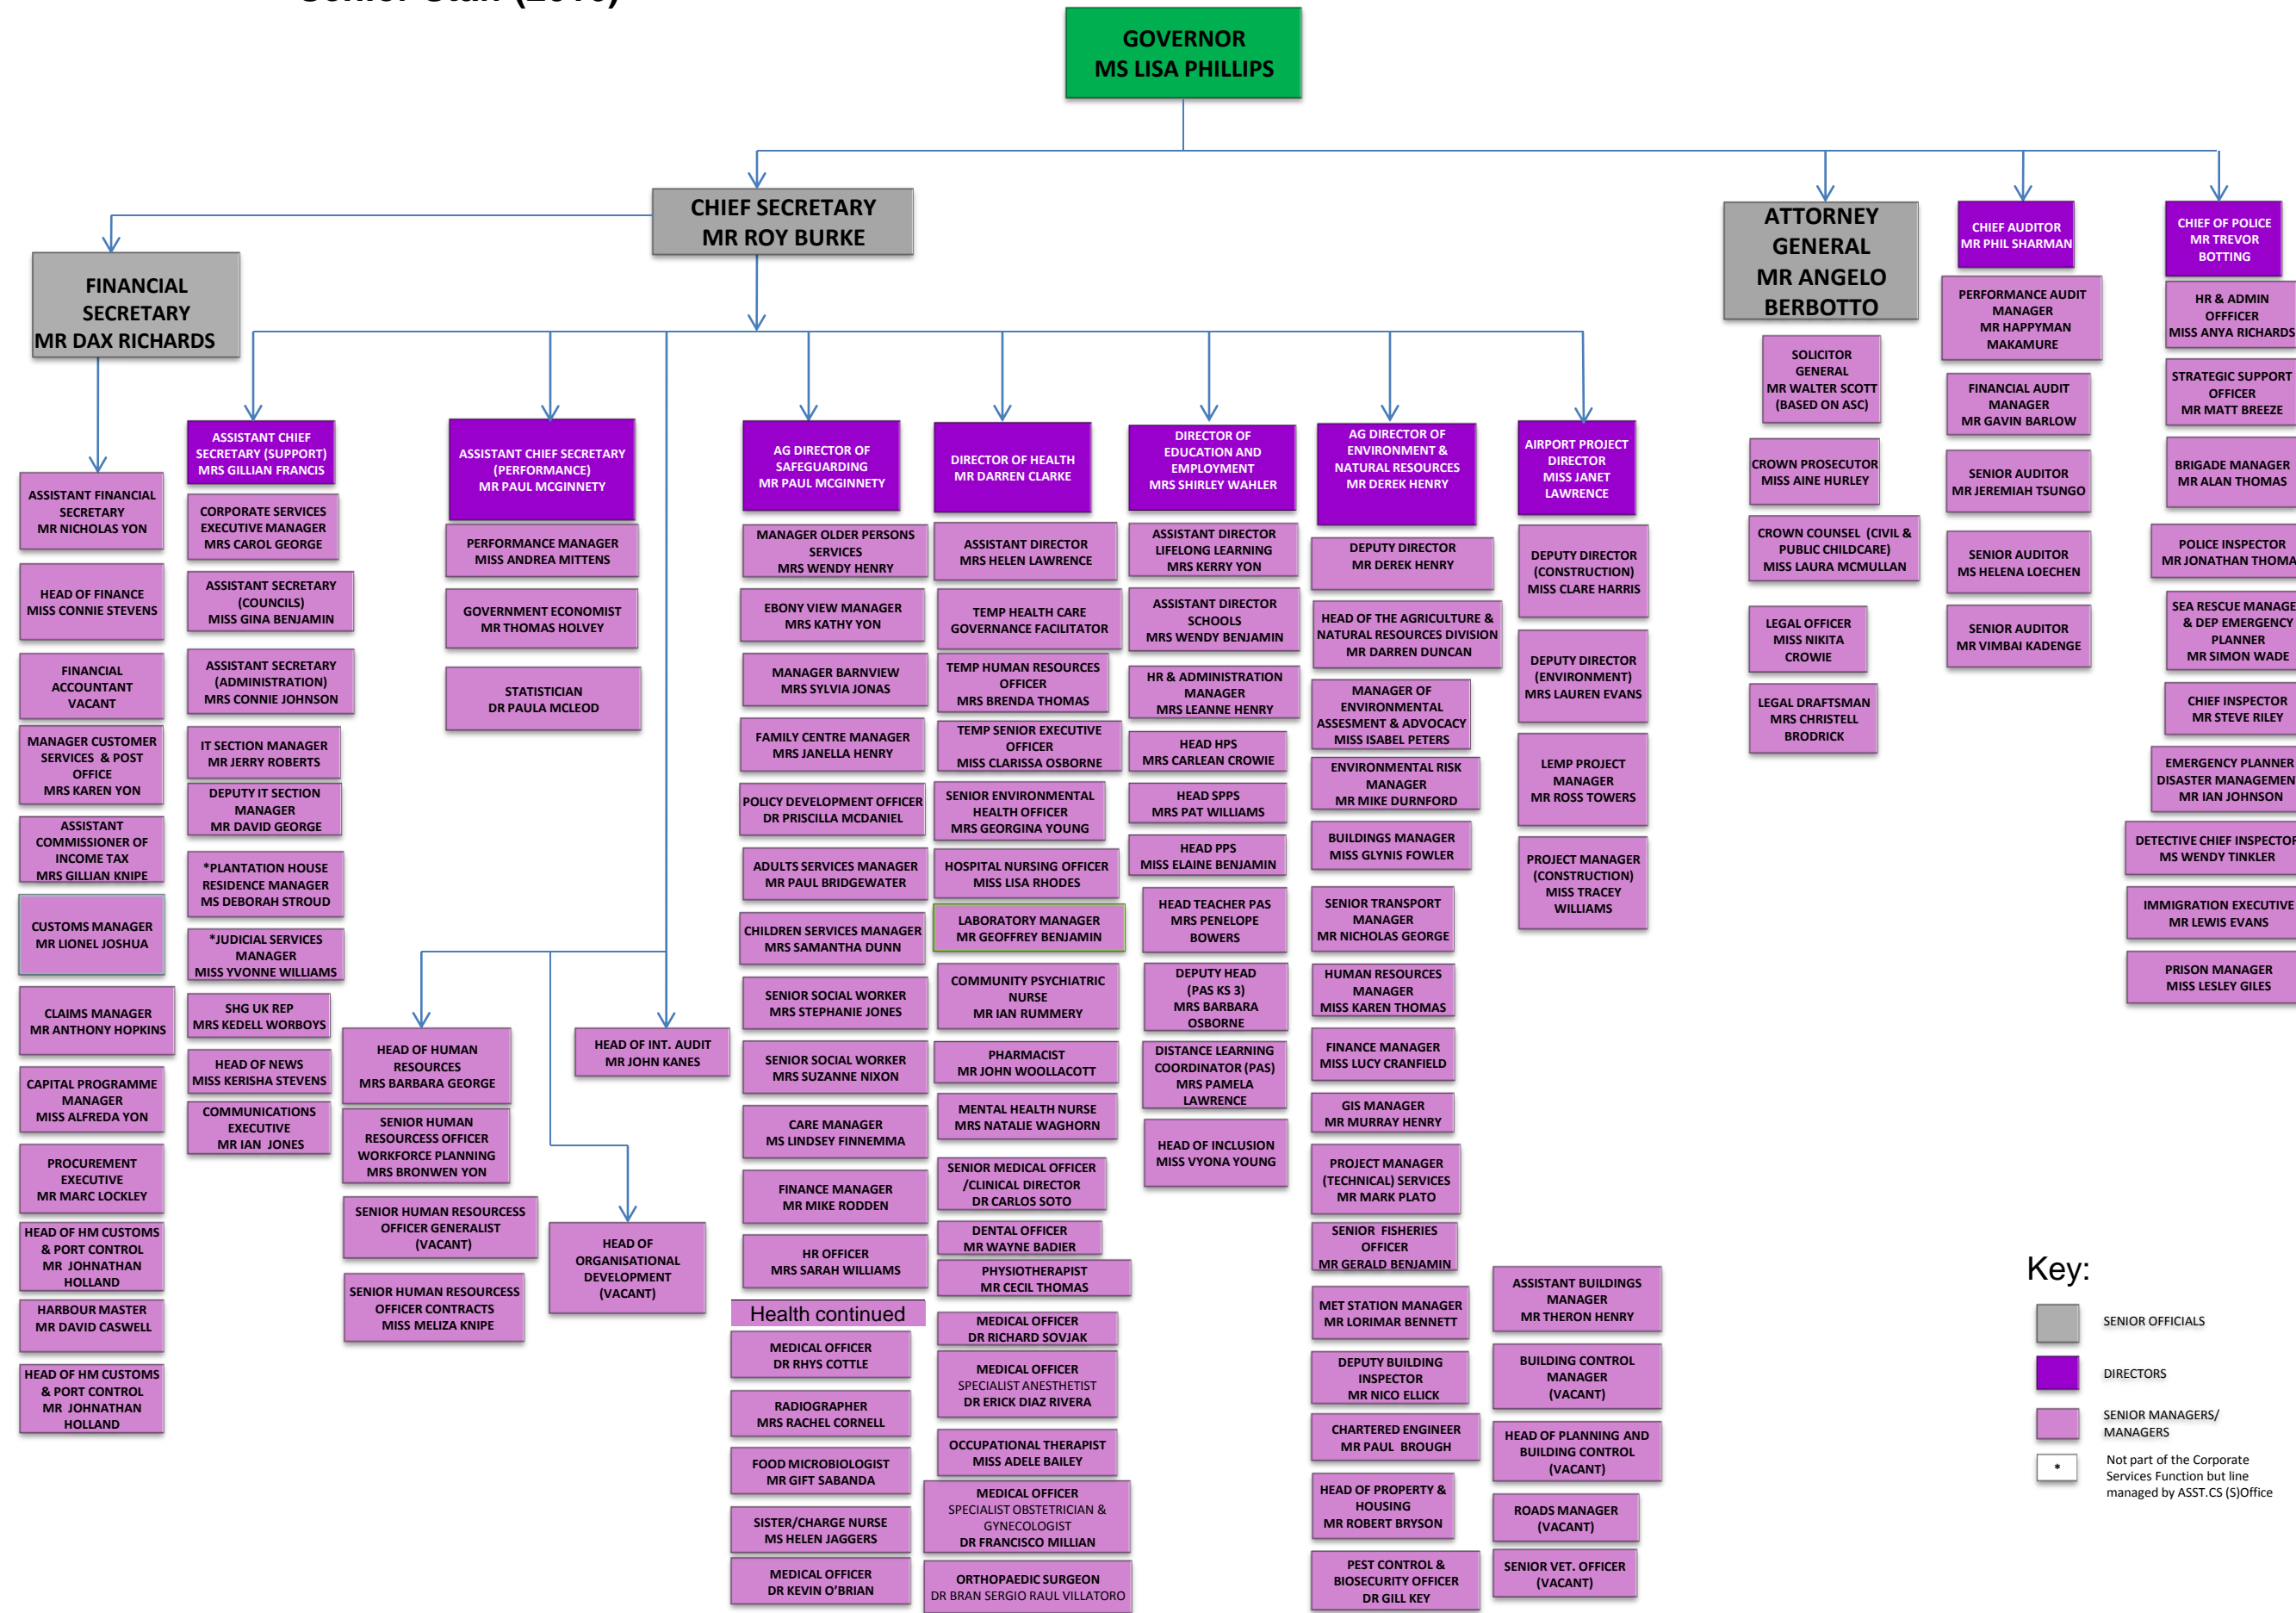 GOVERNOR
MS LISA PHILLIPS
CHIEF SECRETARY
MR ROY BURKE
FINANCIAL
SECRETARY
MR DAX RICHARDS
ATTORNEY
GENERAL
MR ANGELO
BERBOTTO
CHIEF AUDITOR
MR PHIL SHARMAN
CHIEF OF POLICE
MR TREVOR
BOTTING
ASSISTANT FINANCIAL
SECRETARY
MR NICHOLAS YON
HEAD OF FINANCE
MISS CONNIE STEVENS
FINANCIAL
ACCOUNTANT
VACANT
MANAGER CUSTOMER
SERVICES & POST
OFFICE
MRS KAREN YON
ASSISTANT
COMMISSIONER OF
INCOME TAX
MRS GILLIAN KNIPE
CUSTOMS MANAGER
MR LIONEL JOSHUA
CLAIMS MANAGER
MR ANTHONY HOPKINS
CAPITAL PROGRAMME
MANAGER
MISS ALFREDA YON
PROCUREMENT
EXECUTIVE
MR MARC LOCKLEY
HEAD OF HM CUSTOMS
& PORT CONTROL
MR JOHNATHAN
HOLLAND
HARBOUR MASTER
MR DAVID CASWELL
HEAD OF HM CUSTOMS
& PORT CONTROL
MR JOHNATHAN
HOLLAND
ASSISTANT CHIEF
SECRETARY (SUPPORT)
MRS GILLIAN FRANCIS
CORPORATE SERVICES
EXECUTIVE MANAGER
MRS CAROL GEORGE
ASSISTANT SECRETARY
(COUNCILS)
MISS GINA BENJAMIN
ASSISTANT SECRETARY
(ADMINISTRATION)
MRS CONNIE JOHNSON
IT SECTION MANAGER
MR JERRY ROBERTS
DEPUTY IT SECTION
MANAGER
MR DAVID GEORGE
*PLANTATION HOUSE
RESIDENCE MANAGER
MS DEBORAH STROUD
*JUDICIAL SERVICES
MANAGER
MISS YVONNE WILLIAMS
SHG UK REP
MRS KEDELL WORBOYS
HEAD OF NEWS
MISS KERISHA STEVENS
COMMUNICATIONS
EXECUTIVE
MR IAN JONES
ASSISTANT CHIEF SECRETARY
(PERFORMANCE)
MR PAUL MCGINNETY
PERFORMANCE MANAGER
MISS ANDREA MITTENS
GOVERNMENT ECONOMIST
MR THOMAS HOLVEY
STATISTICIAN
DR PAULA MCLEOD
HEAD OF HUMAN
RESOURCES
MRS BARBARA GEORGE
SENIOR HUMAN
RESOURCESS OFFICER
WORKFORCE PLANNING
MRS BRONWEN YON
SENIOR HUMAN RESOURCESS
OFFICER GENERALIST
(VACANT)
SENIOR HUMAN RESOURCESS
OFFICER CONTRACTS
MISS MELIZA KNIPE
HEAD OF INT. AUDIT
MR JOHN KANES
HEAD OF
ORGANISATIONAL
DEVELOPMENT
(VACANT)
AG DIRECTOR OF
SAFEGUARDING
MR PAUL MCGINNETY
MANAGER OLDER PERSONS
SERVICES
MRS WENDY HENRY
EBONY VIEW MANAGER
MRS KATHY YON
MANAGER BARNVIEW
MRS SYLVIA JONAS
FAMILY CENTRE MANAGER
MRS JANELLA HENRY
POLICY DEVELOPMENT OFFICER
DR PRISCILLA MCDANIEL
ADULTS SERVICES MANAGER
MR PAUL BRIDGEWATER
CHILDREN SERVICES MANAGER
MRS SAMANTHA DUNN
SENIOR SOCIAL WORKER
MRS STEPHANIE JONES
SENIOR SOCIAL WORKER
MRS SUZANNE NIXON
CARE MANAGER
MS LINDSEY FINNEMMA
FINANCE MANAGER
MR MIKE RODDEN
HR OFFICER
MRS SARAH WILLIAMS
Health continued
MEDICAL OFFICER
DR RHYS COTTLE
RADIOGRAPHER
MRS RACHEL CORNELL
FOOD MICROBIOLOGIST
MR GIFT SABANDA
SISTER/CHARGE NURSE
MS HELEN JAGGERS
MEDICAL OFFICER
DR KEVIN O'BRIAN
DIRECTOR OF HEALTH
MR DARREN CLARKE
ASSISTANT DIRECTOR
MRS HELEN LAWRENCE
TEMP HEALTH CARE
GOVERNANCE FACILITATOR
TEMP HUMAN RESOURCES
OFFICER
MRS BRENDA THOMAS
TEMP SENIOR EXECUTIVE
OFFICER
MISS CLARISSA OSBORNE
SENIOR ENVIRONMENTAL
HEALTH OFFICER
MRS GEORGINA YOUNG
HOSPITAL NURSING OFFICER
MISS LISA RHODES
LABORATORY MANAGER
MR GEOFFREY BENJAMIN
COMMUNITY PSYCHIATRIC
NURSE
MR IAN RUMMERY
PHARMACIST
MR JOHN WOOLLACOTT
MENTAL HEALTH NURSE
MRS NATALIE WAGHORN
SENIOR MEDICAL OFFICER
/CLINICAL DIRECTOR
DR CARLOS SOTO
DENTAL OFFICER
MR WAYNE BADIER
PHYSIOTHERAPIST
MR CECIL THOMAS
MEDICAL OFFICER
DR RICHARD SOVJAK
MEDICAL OFFICER
SPECIALIST ANESTHETIST
DR ERICK DIAZ RIVERA
OCCUPATIONAL THERAPIST
MISS ADELE BAILEY
MEDICAL OFFICER
SPECIALIST OBSTETRICIAN &
GYNECOLOGIST
DR FRANCISCO MILLIAN
ORTHOPAEDIC SURGEON
DR BRAN SERGIO RAUL VILLATORO
DIRECTOR OF
EDUCATION AND
EMPLOYMENT
MRS SHIRLEY WAHLER
ASSISTANT DIRECTOR
LIFELONG LEARNING
MRS KERRY YON
ASSISTANT DIRECTOR
SCHOOLS
MRS WENDY BENJAMIN
HR & ADMINISTRATION
MANAGER
MRS LEANNE HENRY
HEAD HPS
MRS CARLEAN CROWIE
HEAD SPPS
MRS PAT WILLIAMS
HEAD PPS
MISS ELAINE BENJAMIN
HEAD TEACHER PAS
MRS PENELOPE
BOWERS
DEPUTY HEAD
(PAS KS 3)
MRS BARBARA
OSBORNE
DISTANCE LEARNING
COORDINATOR (PAS)
MRS PAMELA
LAWRENCE
HEAD OF INCLUSION
MISS VYONA YOUNG
AG DIRECTOR OF
ENVIRONMENT &
NATURAL RESOURCES
MR DEREK HENRY
DEPUTY DIRECTOR
MR DEREK HENRY
HEAD OF THE AGRICULTURE &
NATURAL RESOURCES DIVISION
MR DARREN DUNCAN
MANAGER OF
ENVIRONMENTAL
ASSESMENT & ADVOCACY
MISS ISABEL PETERS
ENVIRONMENTAL RISK
MANAGER
MR MIKE DURNFORD
BUILDINGS MANAGER
MISS GLYNIS FOWLER
SENIOR TRANSPORT
MANAGER
MR NICHOLAS GEORGE
HUMAN RESOURCES
MANAGER
MISS KAREN THOMAS
FINANCE MANAGER
MISS LUCY CRANFIELD
GIS MANAGER
MR MURRAY HENRY
PROJECT MANAGER
(TECHNICAL) SERVICES
MR MARK PLATO
SENIOR FISHERIES
OFFICER
MR GERALD BENJAMIN
MET STATION MANAGER
MR LORIMAR BENNETT
DEPUTY BUILDING
INSPECTOR
MR NICO ELLICK
CHARTERED ENGINEER
MR PAUL BROUGH
HEAD OF PROPERTY &
HOUSING
MR ROBERT BRYSON
PEST CONTROL &
BIOSECURITY OFFICER
DR GILL KEY
ASSISTANT BUILDINGS
MANAGER
MR THERON HENRY
BUILDING CONTROL
MANAGER
(VACANT)
HEAD OF PLANNING AND
BUILDING CONTROL
(VACANT)
ROADS MANAGER
(VACANT)
SENIOR VET. OFFICER
(VACANT)
AIRPORT PROJECT
DIRECTOR
MISS JANET
LAWRENCE
DEPUTY DIRECTOR
(CONSTRUCTION)
MISS CLARE HARRIS
DEPUTY DIRECTOR
(ENVIRONMENT)
MRS LAUREN EVANS
LEMP PROJECT
MANAGER
MR ROSS TOWERS
PROJECT MANAGER
(CONSTRUCTION)
MISS TRACEY
WILLIAMS
SOLICITOR
GENERAL
MR WALTER SCOTT
(BASED ON ASC)
CROWN PROSECUTOR
MISS AINE HURLEY
CROWN COUNSEL (CIVIL &
PUBLIC CHILDCARE)
MISS LAURA MCMULLAN
LEGAL OFFICER
MISS NIKITA
CROWIE
LEGAL DRAFTSMAN
MRS CHRISTELL
BRODRICK
PERFORMANCE AUDIT
MANAGER
MR HAPPYMAN
MAKAMURE
FINANCIAL AUDIT
MANAGER
MR GAVIN BARLOW
SENIOR AUDITOR
MR JEREMIAH TSUNGO
SENIOR AUDITOR
MS HELENA LOECHEN
SENIOR AUDITOR
MR VIMBAI KADENGE
HR & ADMIN
OFFFICER
MISS ANYA RICHARDS
STRATEGIC SUPPORT
OFFICER
MR MATT BREEZE
BRIGADE MANAGER
MR ALAN THOMAS
POLICE INSPECTOR
MR JONATHAN THOMA
SEA RESCUE MANAGE
& DEP EMERGENCY
PLANNER
MR SIMON WADE
CHIEF INSPECTOR
MR STEVE RILEY
EMERGENCY PLANNER
DISASTER MANAGEMEN
MR IAN JOHNSON
DETECTIVE CHIEF INSPECTOR
MS WENDY TINKLER
IMMIGRATION EXECUTIVE
MR LEWIS EVANS
PRISON MANAGER
MISS LESLEY GILES
Key:
SENIOR OFFICIALS
DIRECTORS
SENIOR MANAGERS/
MANAGERS
*
Not part of the Corporate
Services Function but line
managed by ASST.CS (S)Office